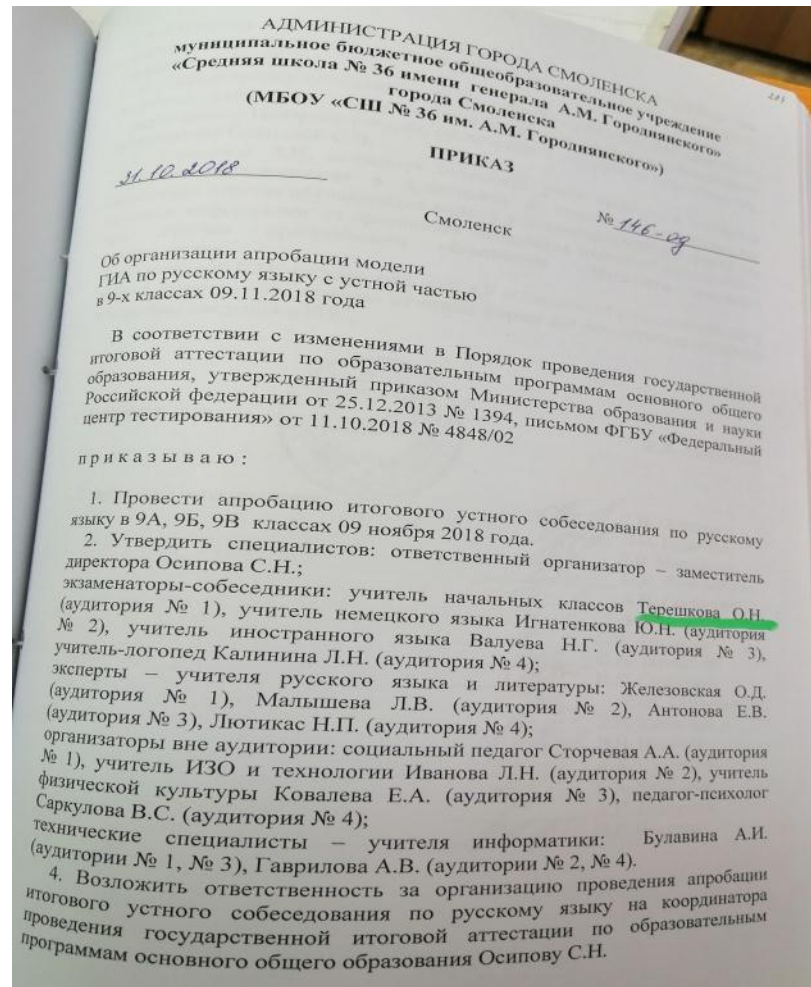 213
АДМИНИСТРАЦИЯ ГОРОДА СМОЛЕНСКА
муниципальное бюджетное общеобразовательное учреждение
«Средняя школа № 36 имени генерала А.М. Городнянского»
города Смоленска
(МБОУ «СШ № 36 им. А.М. Городнянского»)
ПРИКАЗ
31.10.2018
Смоленск № 146-од
Об организации апробации модели
ГИА по русскому языку с устной частью
в 9-х классах 09.11.2018 года
В соответствии с изменениями в Порядок проведения государственной
итоговой аттестации по образовательным программам основного общего
образования, утвержденный приказом Министерства образования и науки
Российской федерации от 25.12.2013 № 1394, письмом ФГБУ «Федеральный
центр тестирования» от 11.10.2018 № 4848/02
приказываю:
1. Провести апробацию итогового устного собеседования по русскому
языку в 9А, 9Б, 9В классах 09 ноября 2018 года.
2. Утвердить специалистов: ответственный организатор – заместитель
директора Осипова С.Н.;
экзаменаторы-собеседники: учитель начальных классов Терешкова О.Н.
(аудитория № 1), учитель немецкого языка Игнатенкова Ю.Н. (аудитория
№ 2), учитель иностранного языка Валуева Н.Г. (аудитория № 3),
учитель-логопед Калинина Л.Н. (аудитория № 4);
эксперты – учителя русского языка и литературы: Железовская О.Д.
(аудитория № 1), Малышева Л.В. (аудитория № 2), Антонова Е.В.
(аудитория № 3), Лютикас Н.П. (аудитория № 4);
организаторы вне аудитории: социальный педагог Сторчевая А.А. (аудитория
№ 1), учитель ИЗО и технологии Иванова Л.Н. (аудитория № 2), учитель
физической культуры Ковалева Е.А. (аудитория № 3), педагог-психолог
Саркулова В.С. (аудитория № 4);
технические специалисты – учителя информатики: Булавина А.И.
(аудитории № 1, № 3), Гаврилова А.В. (аудитории № 2, № 4).
4. Возложить ответственность за организацию проведения апробации
итогового устного собеседования по русскому языку на координатора
проведения государственной итоговой аттестации по образовательным
программам основного общего образования Осипову С.Н.